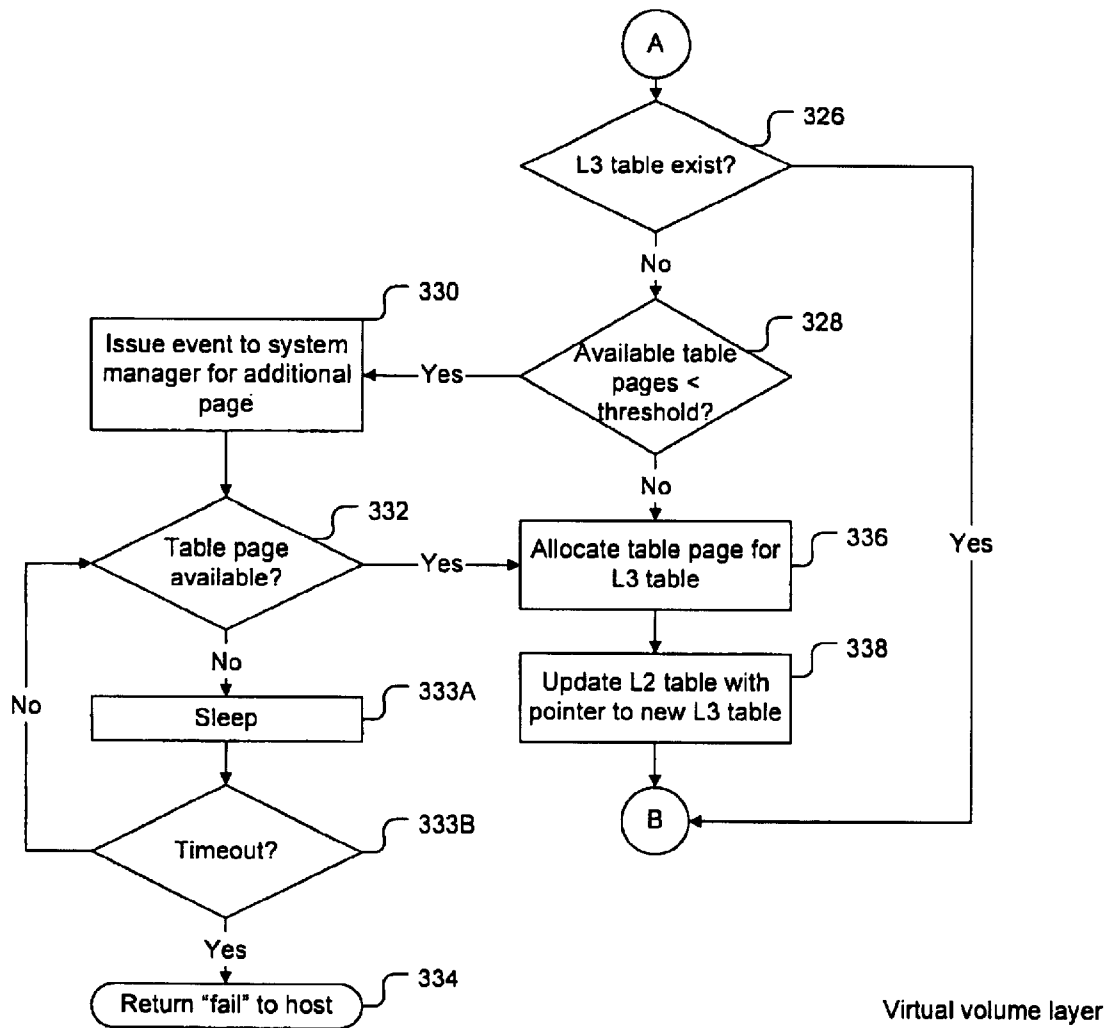 A
326
L3 table exist?
No
Yes
330
Issue event to system
manager for additional
page
Yes
328
Available table
pages <
threshold?
No
332
Table page
available?
Yes
336
Allocate table page for
L3 table
No
No
333A
Sleep
338
Update L2 table with
pointer to new L3 table
333B
Timeout?
B
Yes
334
Return "fail" to host
Virtual volume layer